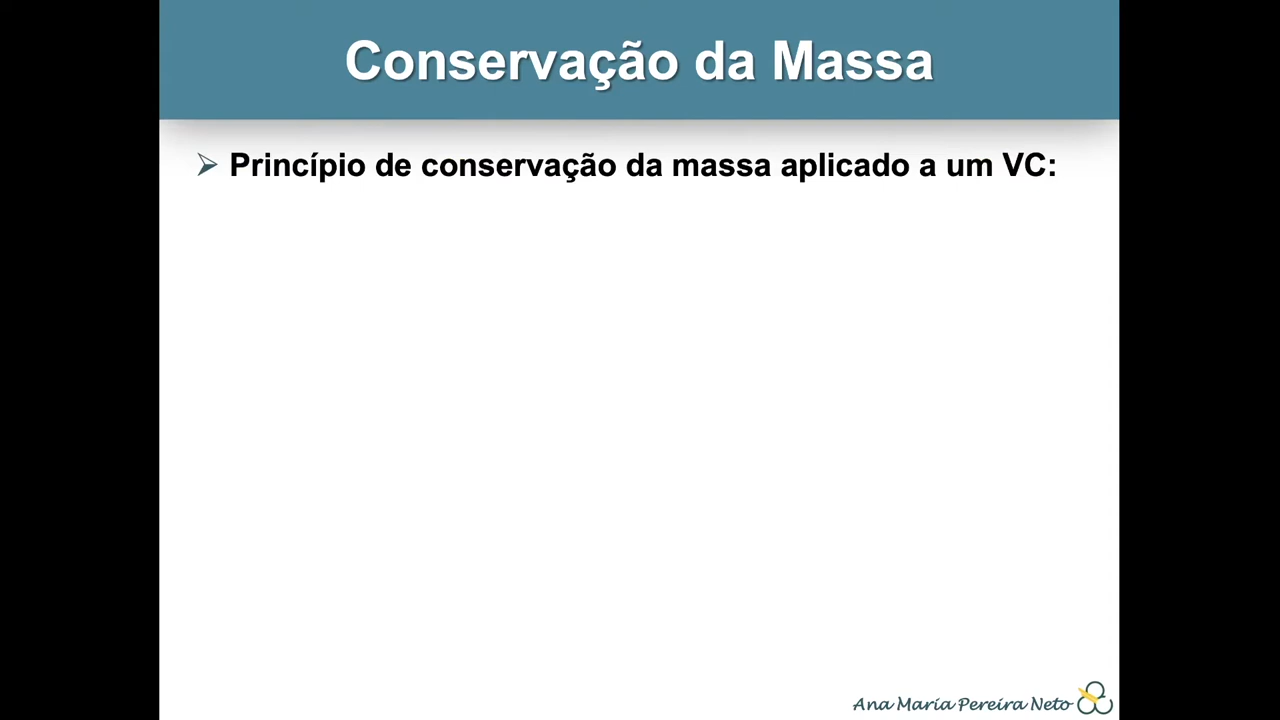 Conservação da Massa
Princípio de conservação da massa aplicado a um VC:
Ana Maria Pereira Neto